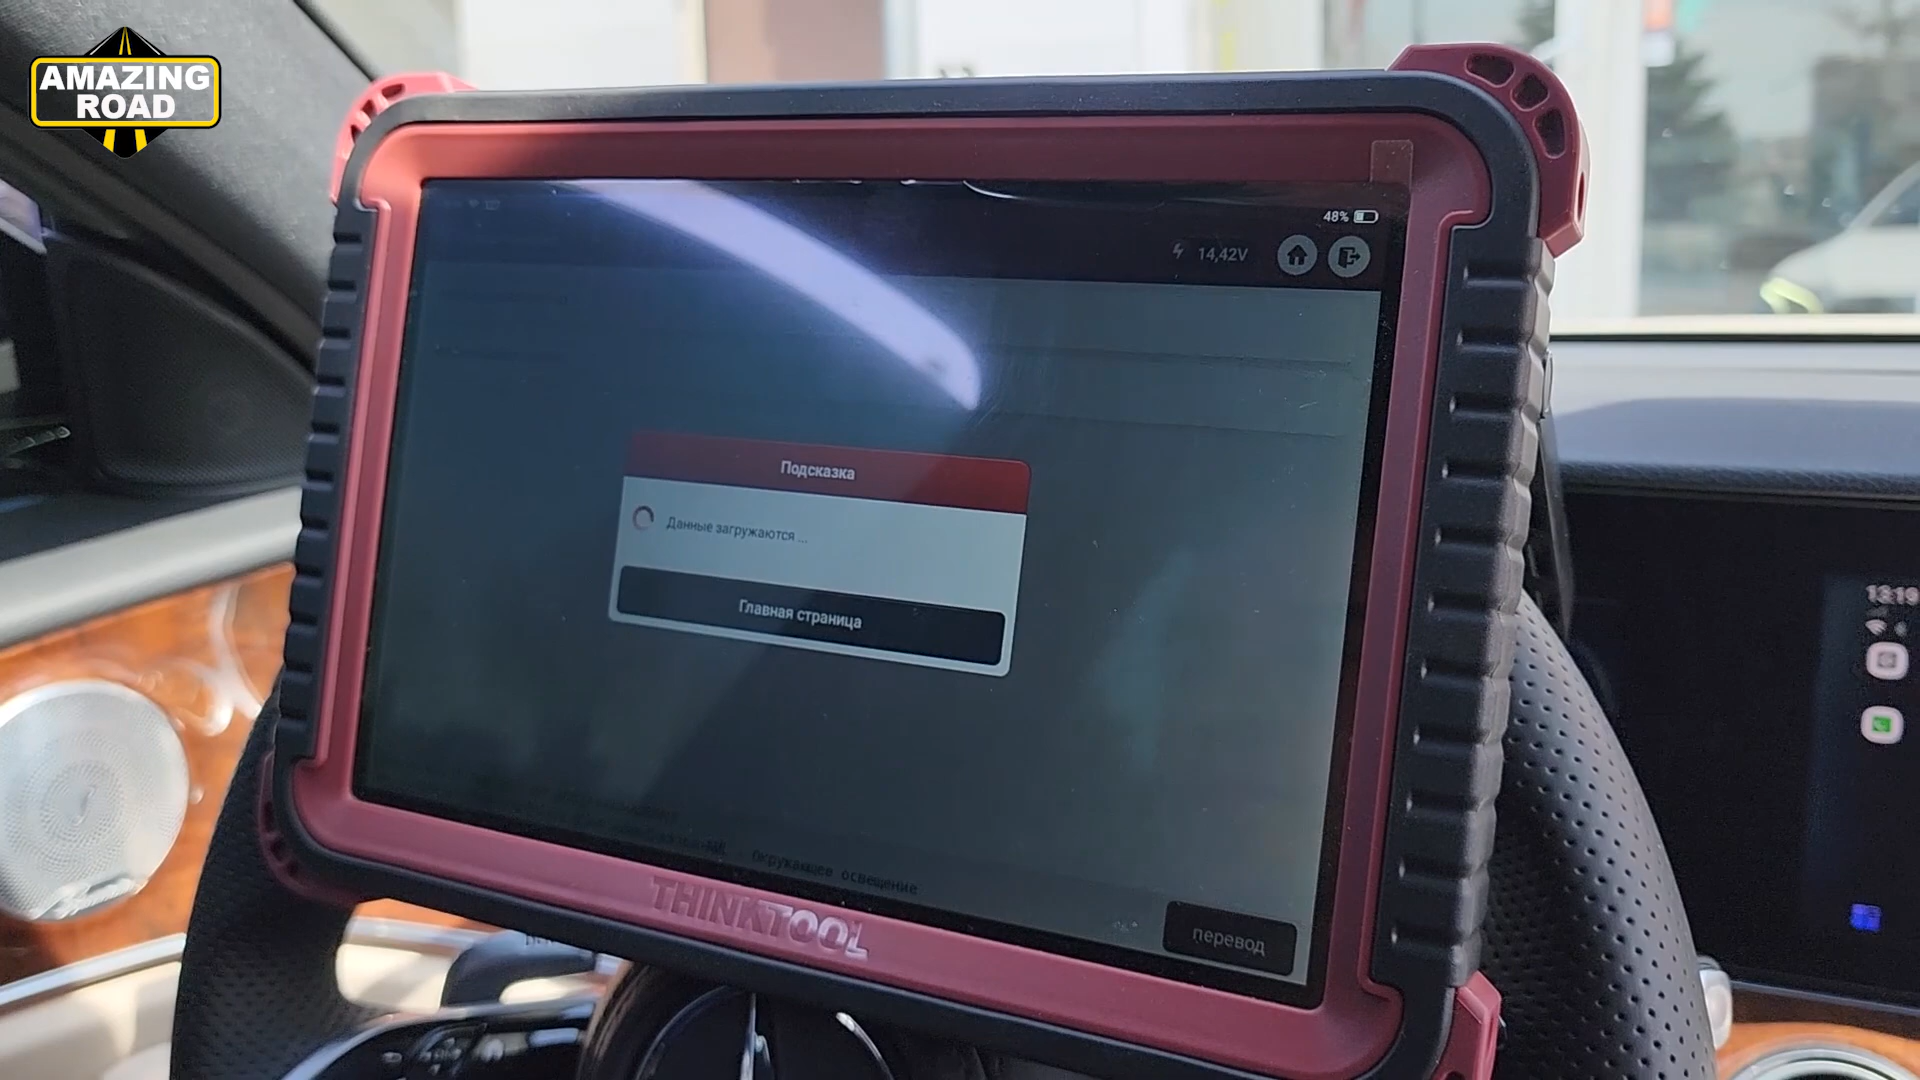 AMAZING
ROAD
48%
14,42V
Подсказка
Данные загружаются ...
Главная страница
Окружающее освещение
перевод
THINKTOOL
13:19